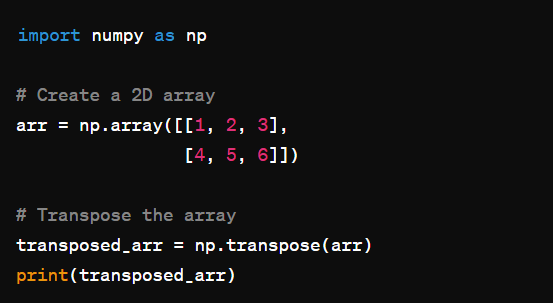 import numpy as np
# Create a 2D array
arr = np.array([[1, 2, 3],
                [4, 5, 6]])
# Transpose the array
transposed_arr = np.transpose(arr)
print(transposed_arr)